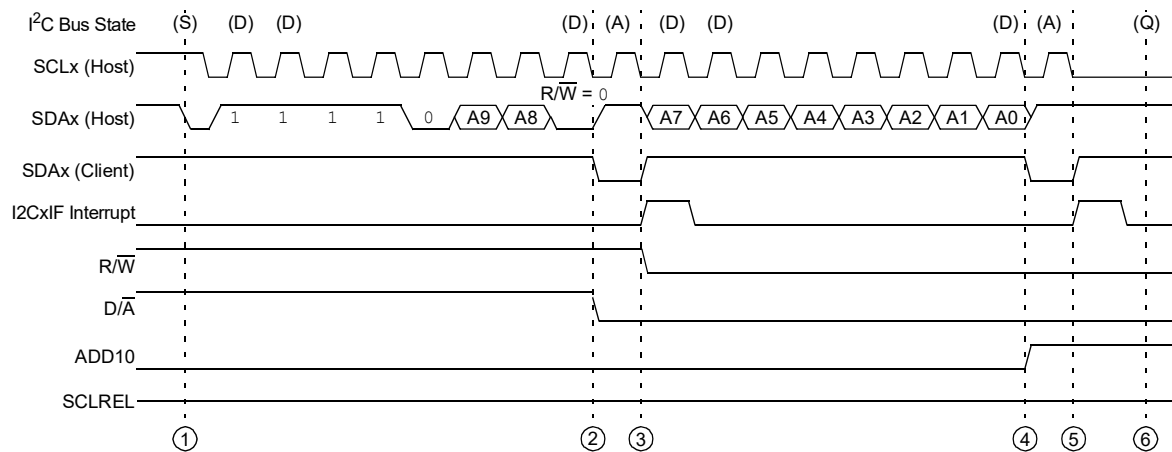 I²C Bus State (S) (D) (D) (D) (A) (D) (D) (D) (A) (Q)
SCLx (Host)
R/W̅ = 0
SDAx (Host) 1 1 1 1 0 A9 A8 A7 A6 A5 A4 A3 A2 A1 A0
SDAx (Client)
I2CxIF Interrupt
R/W̅
D/A̅
ADD10
SCLREL
1 2 3 4 5 6